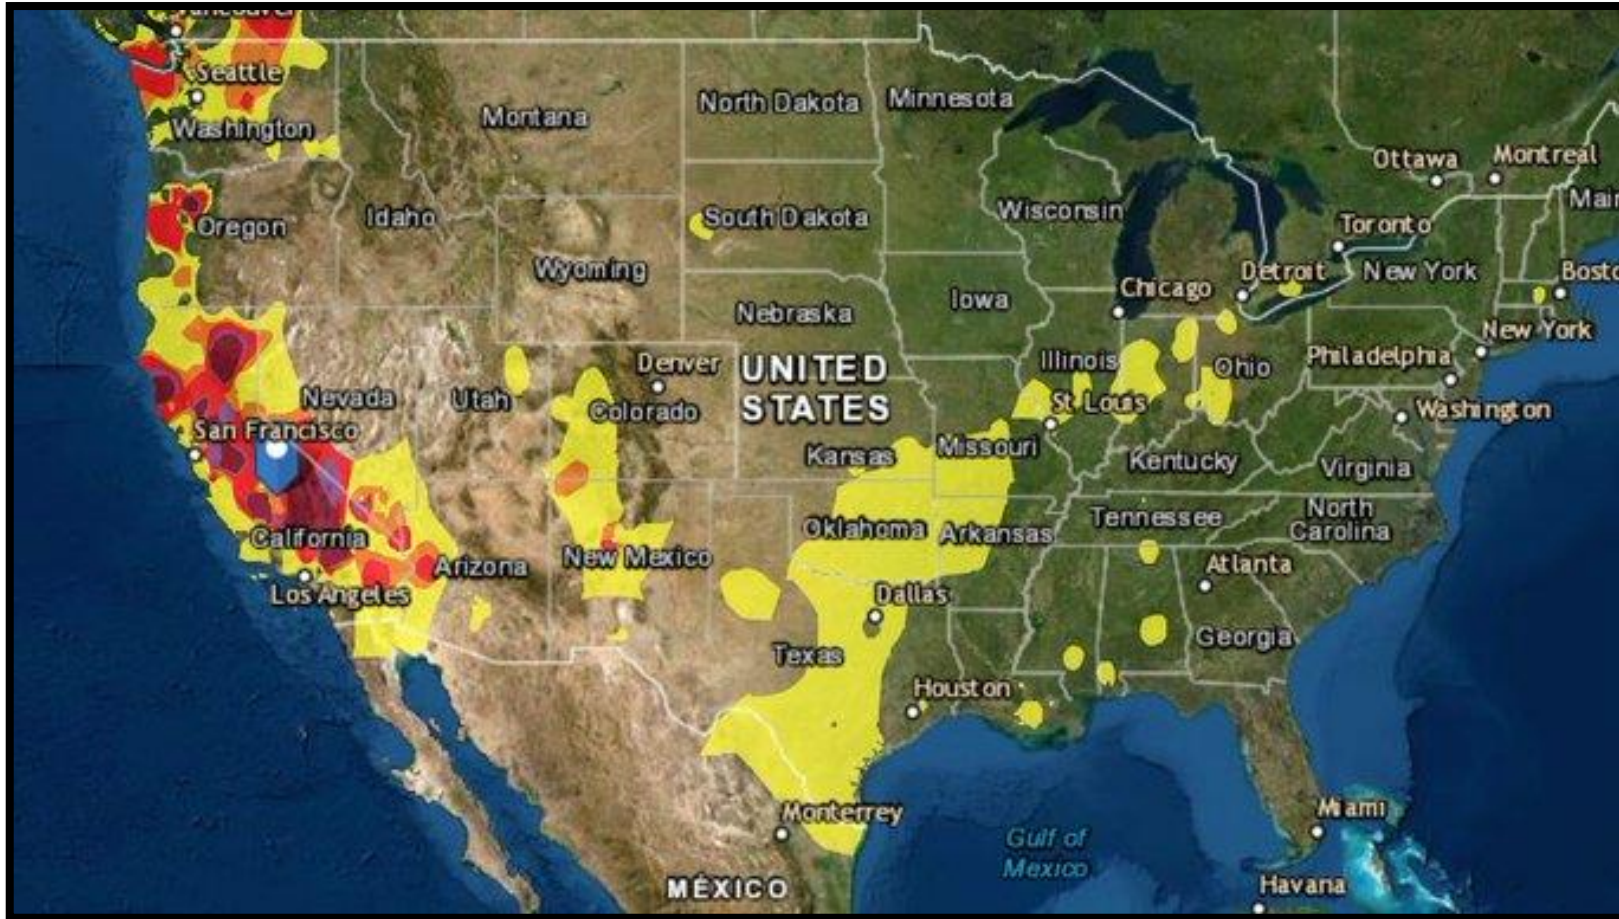 Vancouver
Seattle
Washington
Montana
North Dakota
Minnesota
Ottawa
Montreal
Oregon
Idaho
South Dakota
Wisconsin
Toronto
Wyoming
Detroit
New York
Chicago
Nebraska
Iowa
New York
Denver
UNITED
STATES
Illinois
Ohio
Philadelphia
Nevada
Utah
Colorado
St. Louis
Washington
San Francisco
Kansas
Missouri
Kentucky
Virginia
California
Oklahoma
Arkansas
Tennessee
North
Carolina
Arizona
New Mexico
Atlanta
Los Angeles
Dallas
Texas
Georgia
Houston
Monterrey
Miami
Gulf of
Mexico
MÉXICO
Havana